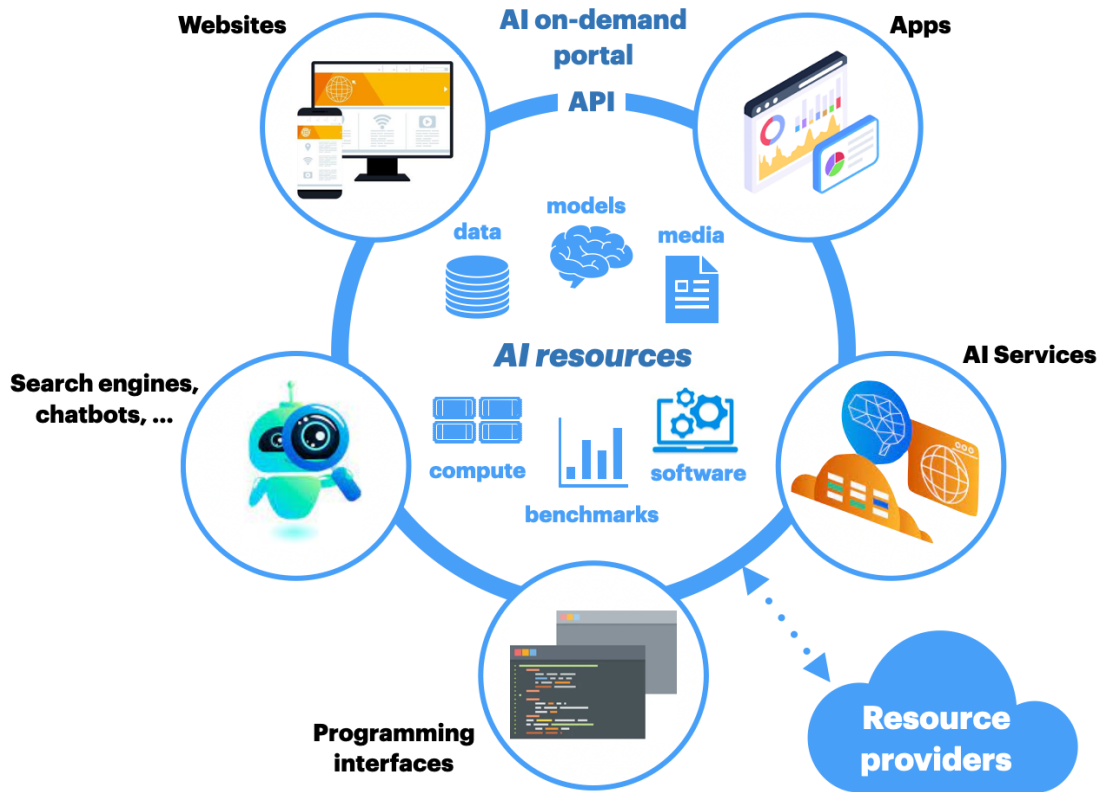 Websites
AI on-demand
portal
Apps
API
models
data
media
AI resources
AI Services
Search engines,
chatbots, ...
compute
software
benchmarks
Programming
interfaces
Resource
providers